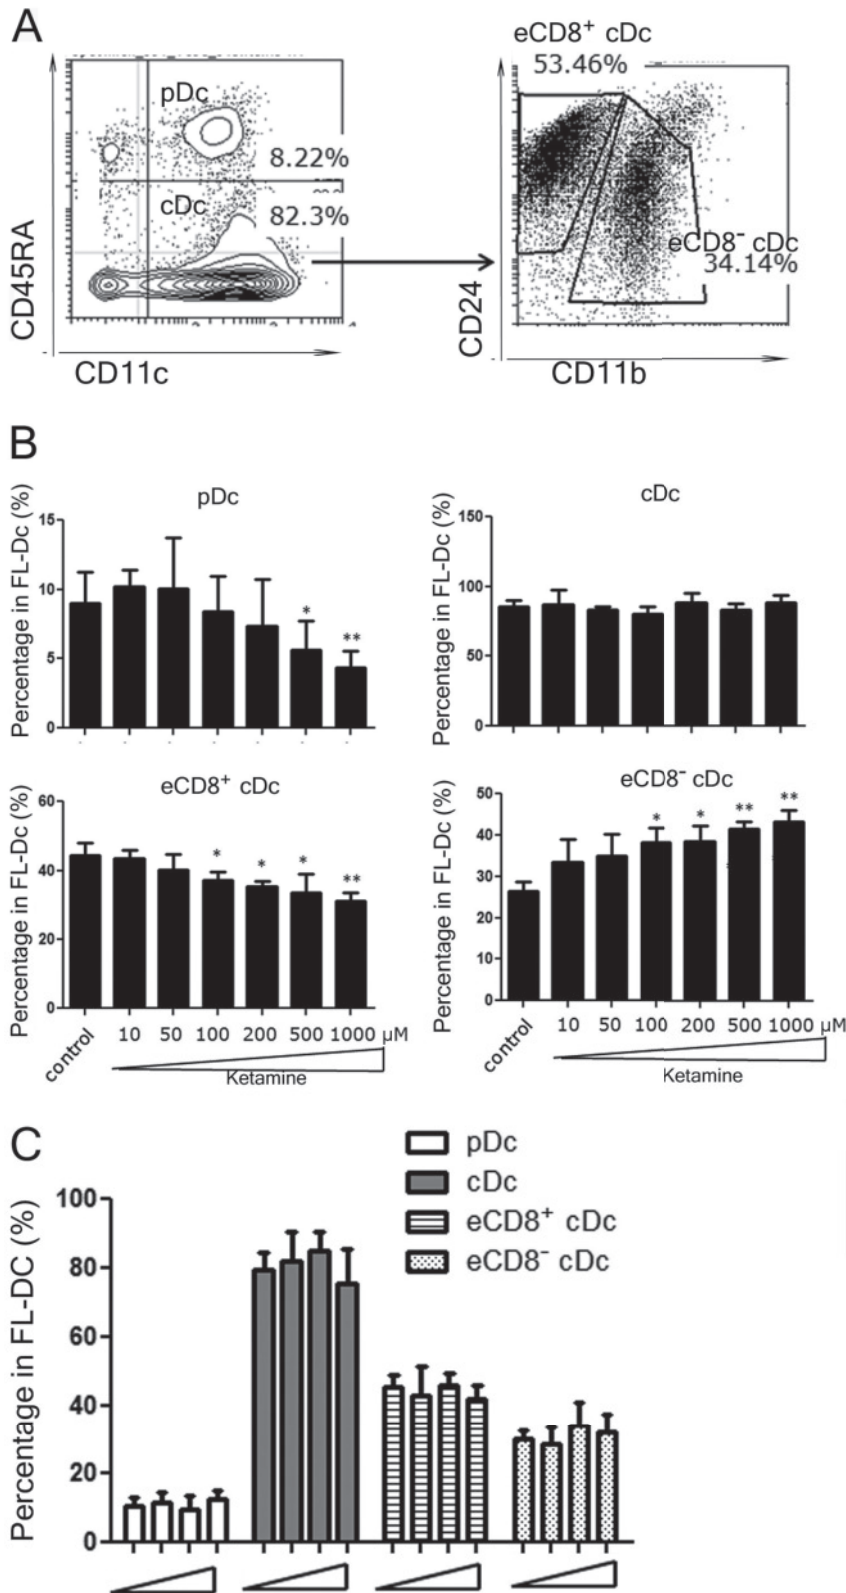 A
pDc
8.22%
cDc
82.3%
CD45RA
CD11c
eCD8⁺ cDc
53.46%
eCD8⁻ cDc
34.14%
CD24
CD11b
B
pDc
Percentage in FL-Dc (%)
15
10
5
0
*
**
cDc
Percentage in FL-Dc (%)
150
100
50
0
eCD8⁺ cDc
Percentage in FL-Dc (%)
60
40
20
0
* * * **
control 10 50 100 200 500 1000 µM
Ketamine
eCD8⁻ cDc
Percentage in FL-Dc (%)
50
40
30
20
10
0
* * ** **
control 10 50 100 200 500 1000 µM
Ketamine
C
pDc
cDc
eCD8⁺ cDc
eCD8⁻ cDc
Percentage in FL-DC (%)
100
80
60
40
20
0